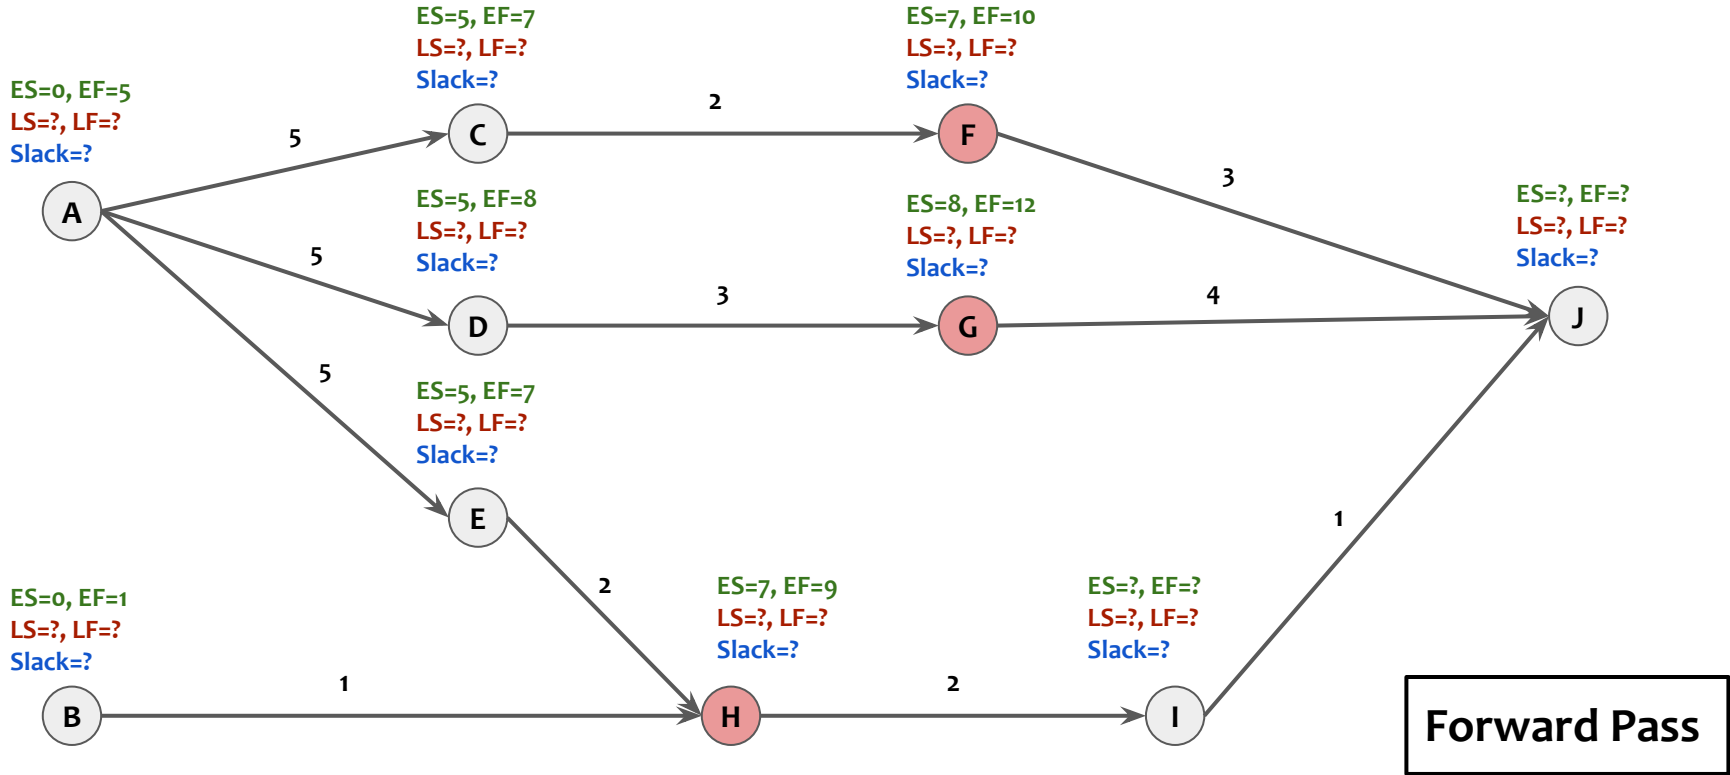 ES=5, EF=7
LS=?, LF=?
Slack=?
ES=7, EF=10
LS=?, LF=?
Slack=?
ES=0, EF=5
LS=?, LF=?
Slack=?
5
C
2
F
A
ES=5, EF=8
LS=?, LF=?
Slack=?
ES=8, EF=12
LS=?, LF=?
Slack=?
3
ES=?, EF=?
LS=?, LF=?
Slack=?
5
D
3
G
4
J
5
ES=5, EF=7
LS=?, LF=?
Slack=?
E
2
1
ES=0, EF=1
LS=?, LF=?
Slack=?
ES=7, EF=9
LS=?, LF=?
Slack=?
ES=?, EF=?
LS=?, LF=?
Slack=?
B
1
H
2
I
Forward Pass